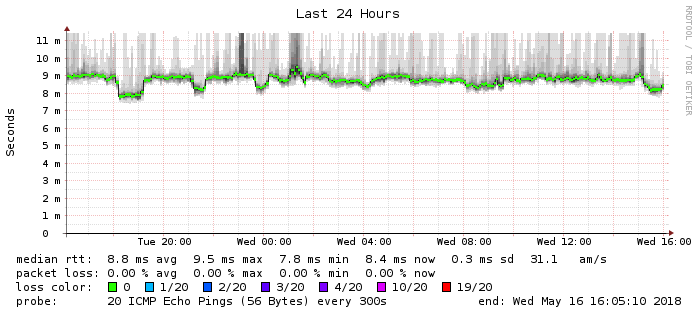 Last 24 Hours
RRDTOOL / TOBI OETIKER
Seconds
11 m
10 m
9 m
8 m
7 m
6 m
5 m
4 m
3 m
2 m
1 m
0
Tue 20:00 Wed 00:00 Wed 04:00 Wed 08:00 Wed 12:00 Wed 16:00
median rtt: 8.8 ms avg 9.5 ms max 7.8 ms min 8.4 ms now 0.3 ms sd 31.1 am/s
packet loss: 0.00 % avg 0.00 % max 0.00 % min 0.00 % now
loss color: 0 1/20 2/20 3/20 4/20 10/20 19/20
probe: 20 ICMP Echo Pings (56 Bytes) every 300s end: Wed May 16 16:05:10 2018